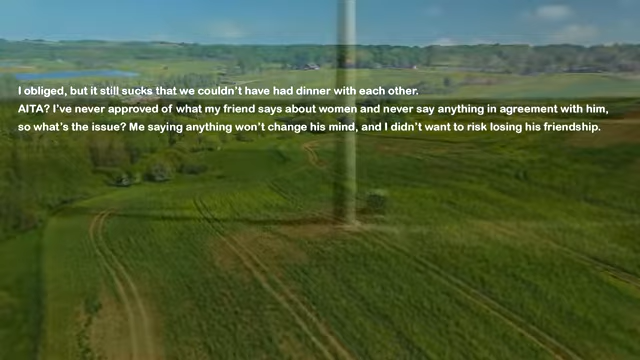 I obliged, but it still sucks that we couldn't have had dinner with each other.
AITA? I've never approved of what my friend says about women and never say anything in agreement with him,
so what's the issue? Me saying anything won't change his mind, and I didn't want to risk losing his friendship.